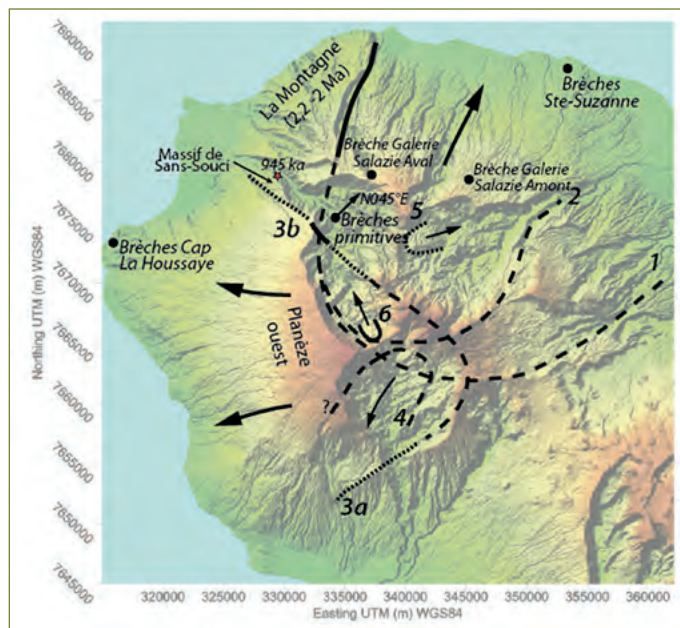 7690000
7685000
7680000
7675000
7670000
7665000
7660000
7655000
7650000
7645000
Northing UTM (m) WGS84
320000 325000 330000 335000 340000 345000 350000 355000 360000
Easting UTM (m) WGS84
La Montagne
(2,2 -2 Ma)
Brèches
Ste-Suzanne
Massif de
Sans-Souci
945 ka
Brèche Galerie
Salazie Aval
Brèche Galerie
Salazie Amont
N045°E
Brèches
primitives
5
2
3b
1
Brèches Cap
La Houssaye
6
Planèze
ouest
?
4
3a